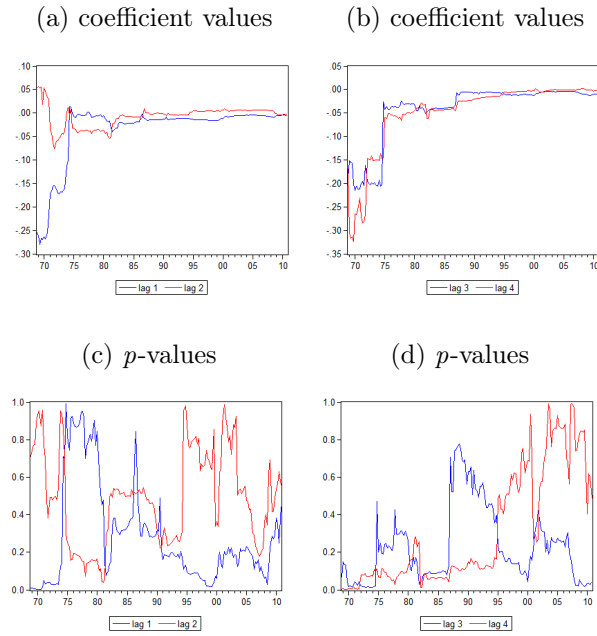 (a) coefficient values
.10
.05
.00
-.05
-.10
-.15
-.20
-.25
-.30
70 75 80 85 90 95 00 05 10
lag 1 lag 2
(b) coefficient values
.05
.00
-.05
-.10
-.15
-.20
-.25
-.30
-.35
70 75 80 85 90 95 00 05 10
lag 3 lag 4
(c) p-values
1.0
0.8
0.6
0.4
0.2
0.0
70 75 80 85 90 95 00 05 10
lag 1 lag 2
(d) p-values
1.0
0.8
0.6
0.4
0.2
0.0
70 75 80 85 90 95 00 05 10
lag 3 lag 4